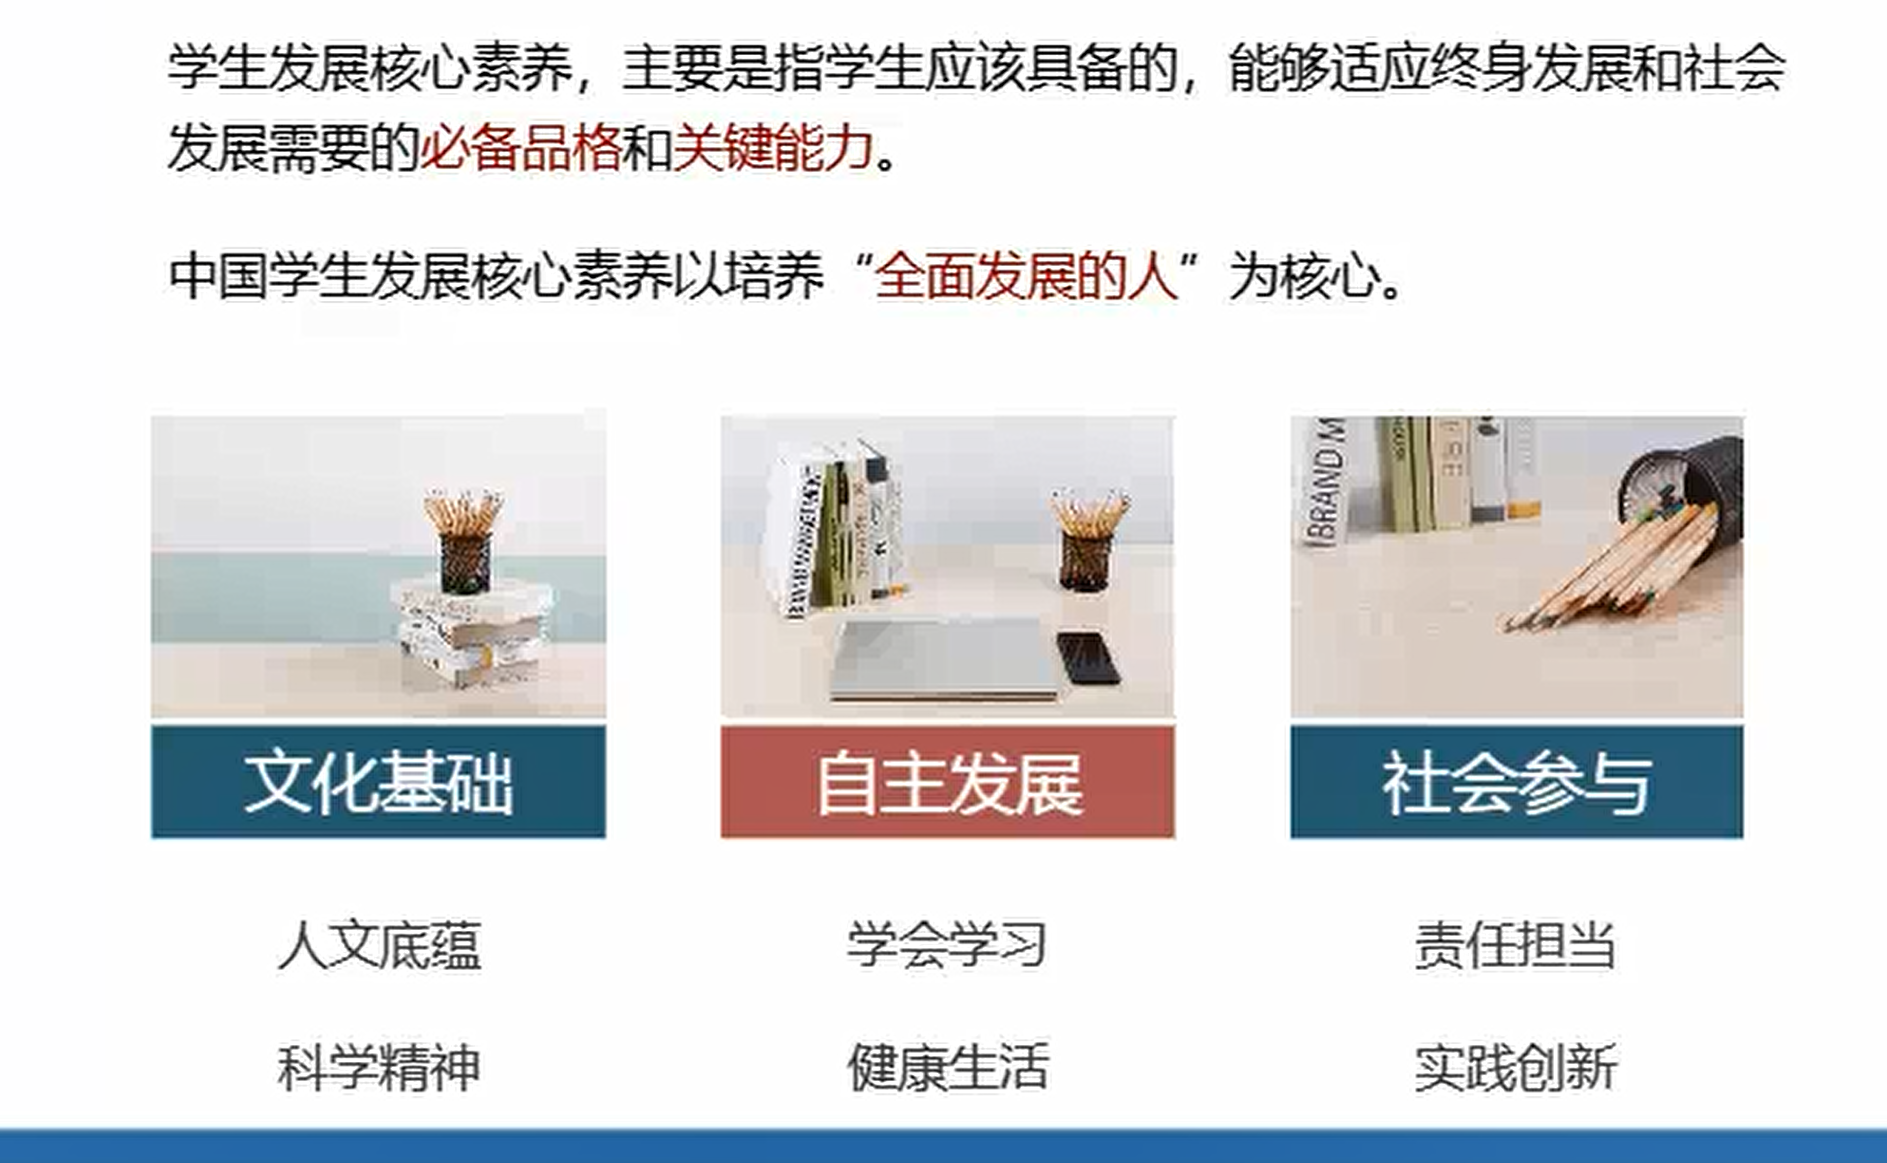 学生发展核心素养，主要是指学生应该具备的，能够适应终身发展和社会
发展需要的必备品格和关键能力。
中国学生发展核心素养以培养“全面发展的人”为核心。
BRAND
文化基础
自主发展
社会参与
人文底蕴
学会学习
责任担当
科学精神
健康生活
实践创新